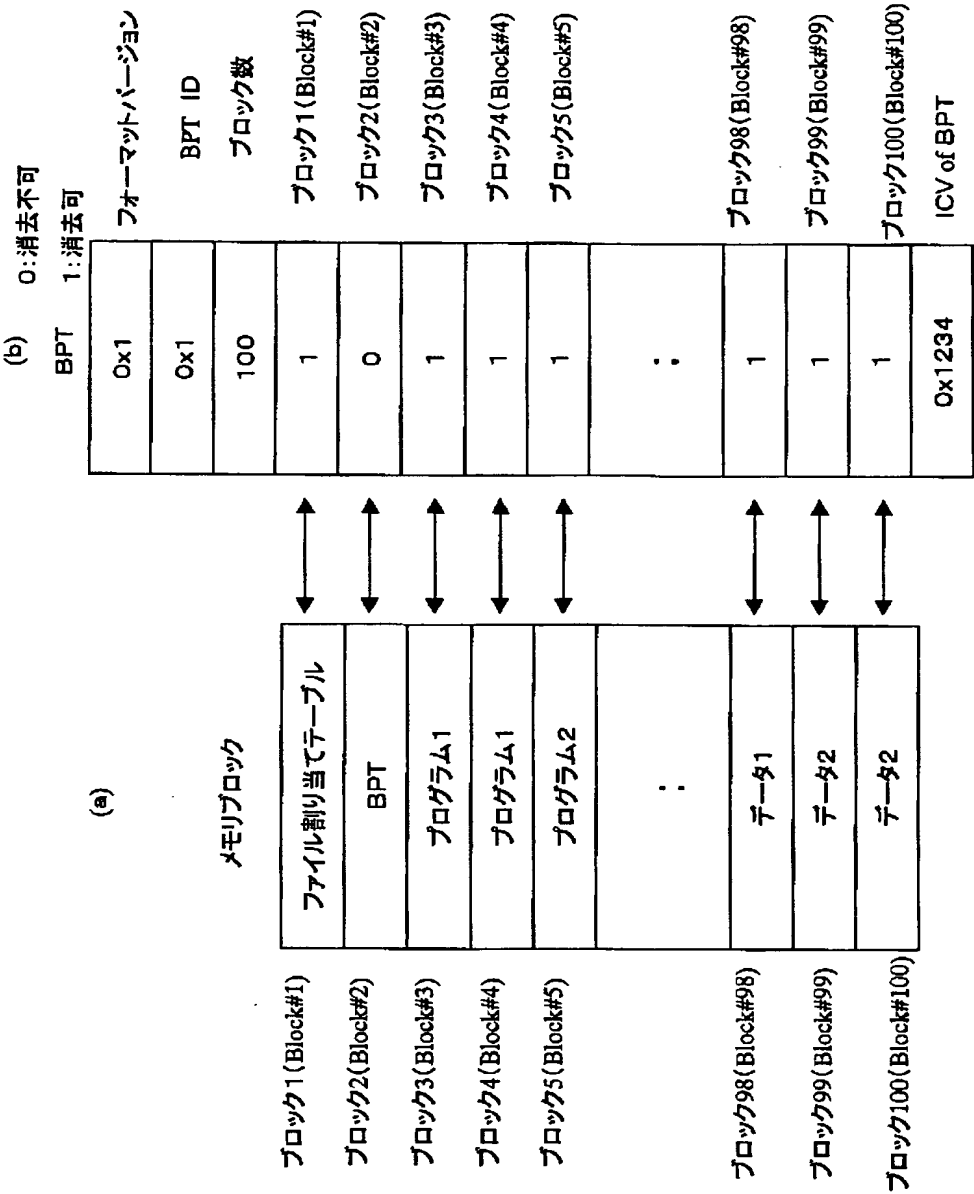 (a)
メモリブロック
ブロック1(Block#1)
ファイル割り当てテーブル
ブロック2(Block#2)
BPT
ブロック3(Block#3)
プログラム1
ブロック4(Block#4)
プログラム1
ブロック5(Block#5)
プログラム2
:
ブロック98(Block#98)
データ1
ブロック99(Block#99)
データ2
ブロック100(Block#100)
データ2
(b)
0:消去不可
BPT
1:消去可
0x1
フォーマットバージョン
0x1
BPT ID
100
ブロック数
1
ブロック1(Block#1)
0
ブロック2(Block#2)
1
ブロック3(Block#3)
1
ブロック4(Block#4)
1
ブロック5(Block#5)
:
1
ブロック98(Block#98)
1
ブロック99(Block#99)
1
ブロック100(Block#100)
0x1234
ICV of BPT